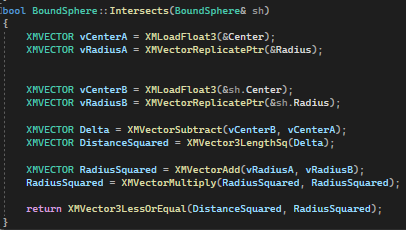 bool BoundSphere::Intersects(BoundSphere& sh)
{
XMVECTOR vCenterA = XMLoadFloat3(&Center);
XMVECTOR vRadiusA = XMVectorReplicatePtr(&Radius);
XMVECTOR vCenterB = XMLoadFloat3(&sh.Center);
XMVECTOR vRadiusB = XMVectorReplicatePtr(&sh.Radius);
XMVECTOR Delta = XMVectorSubtract(vCenterB, vCenterA);
XMVECTOR DistanceSquared = XMVector3LengthSq(Delta);
XMVECTOR RadiusSquared = XMVectorAdd(vRadiusA, vRadiusB);
RadiusSquared = XMVectorMultiply(RadiusSquared, RadiusSquared);
return XMVector3LessOrEqual(DistanceSquared, RadiusSquared);
}